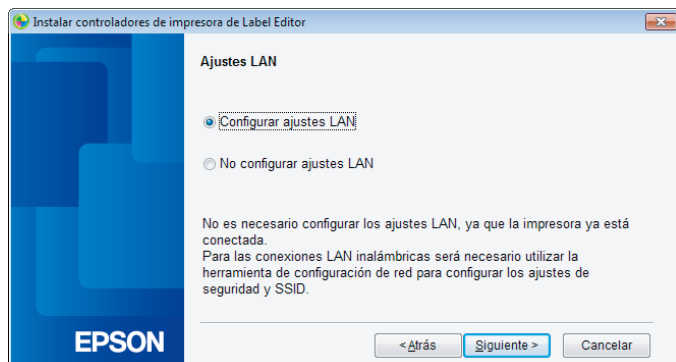 Instalar controladores de impresora de Label Editor
Ajustes LAN
Configurar ajustes LAN
No configurar ajustes LAN
No es necesario configurar los ajustes LAN, ya que la impresora ya está
conectada.
Para las conexiones LAN inalámbricas será necesario utilizar la
herramienta de configuración de red para configurar los ajustes de
seguridad y SSID.
EPSON
< Atrás
Siguiente >
Cancelar